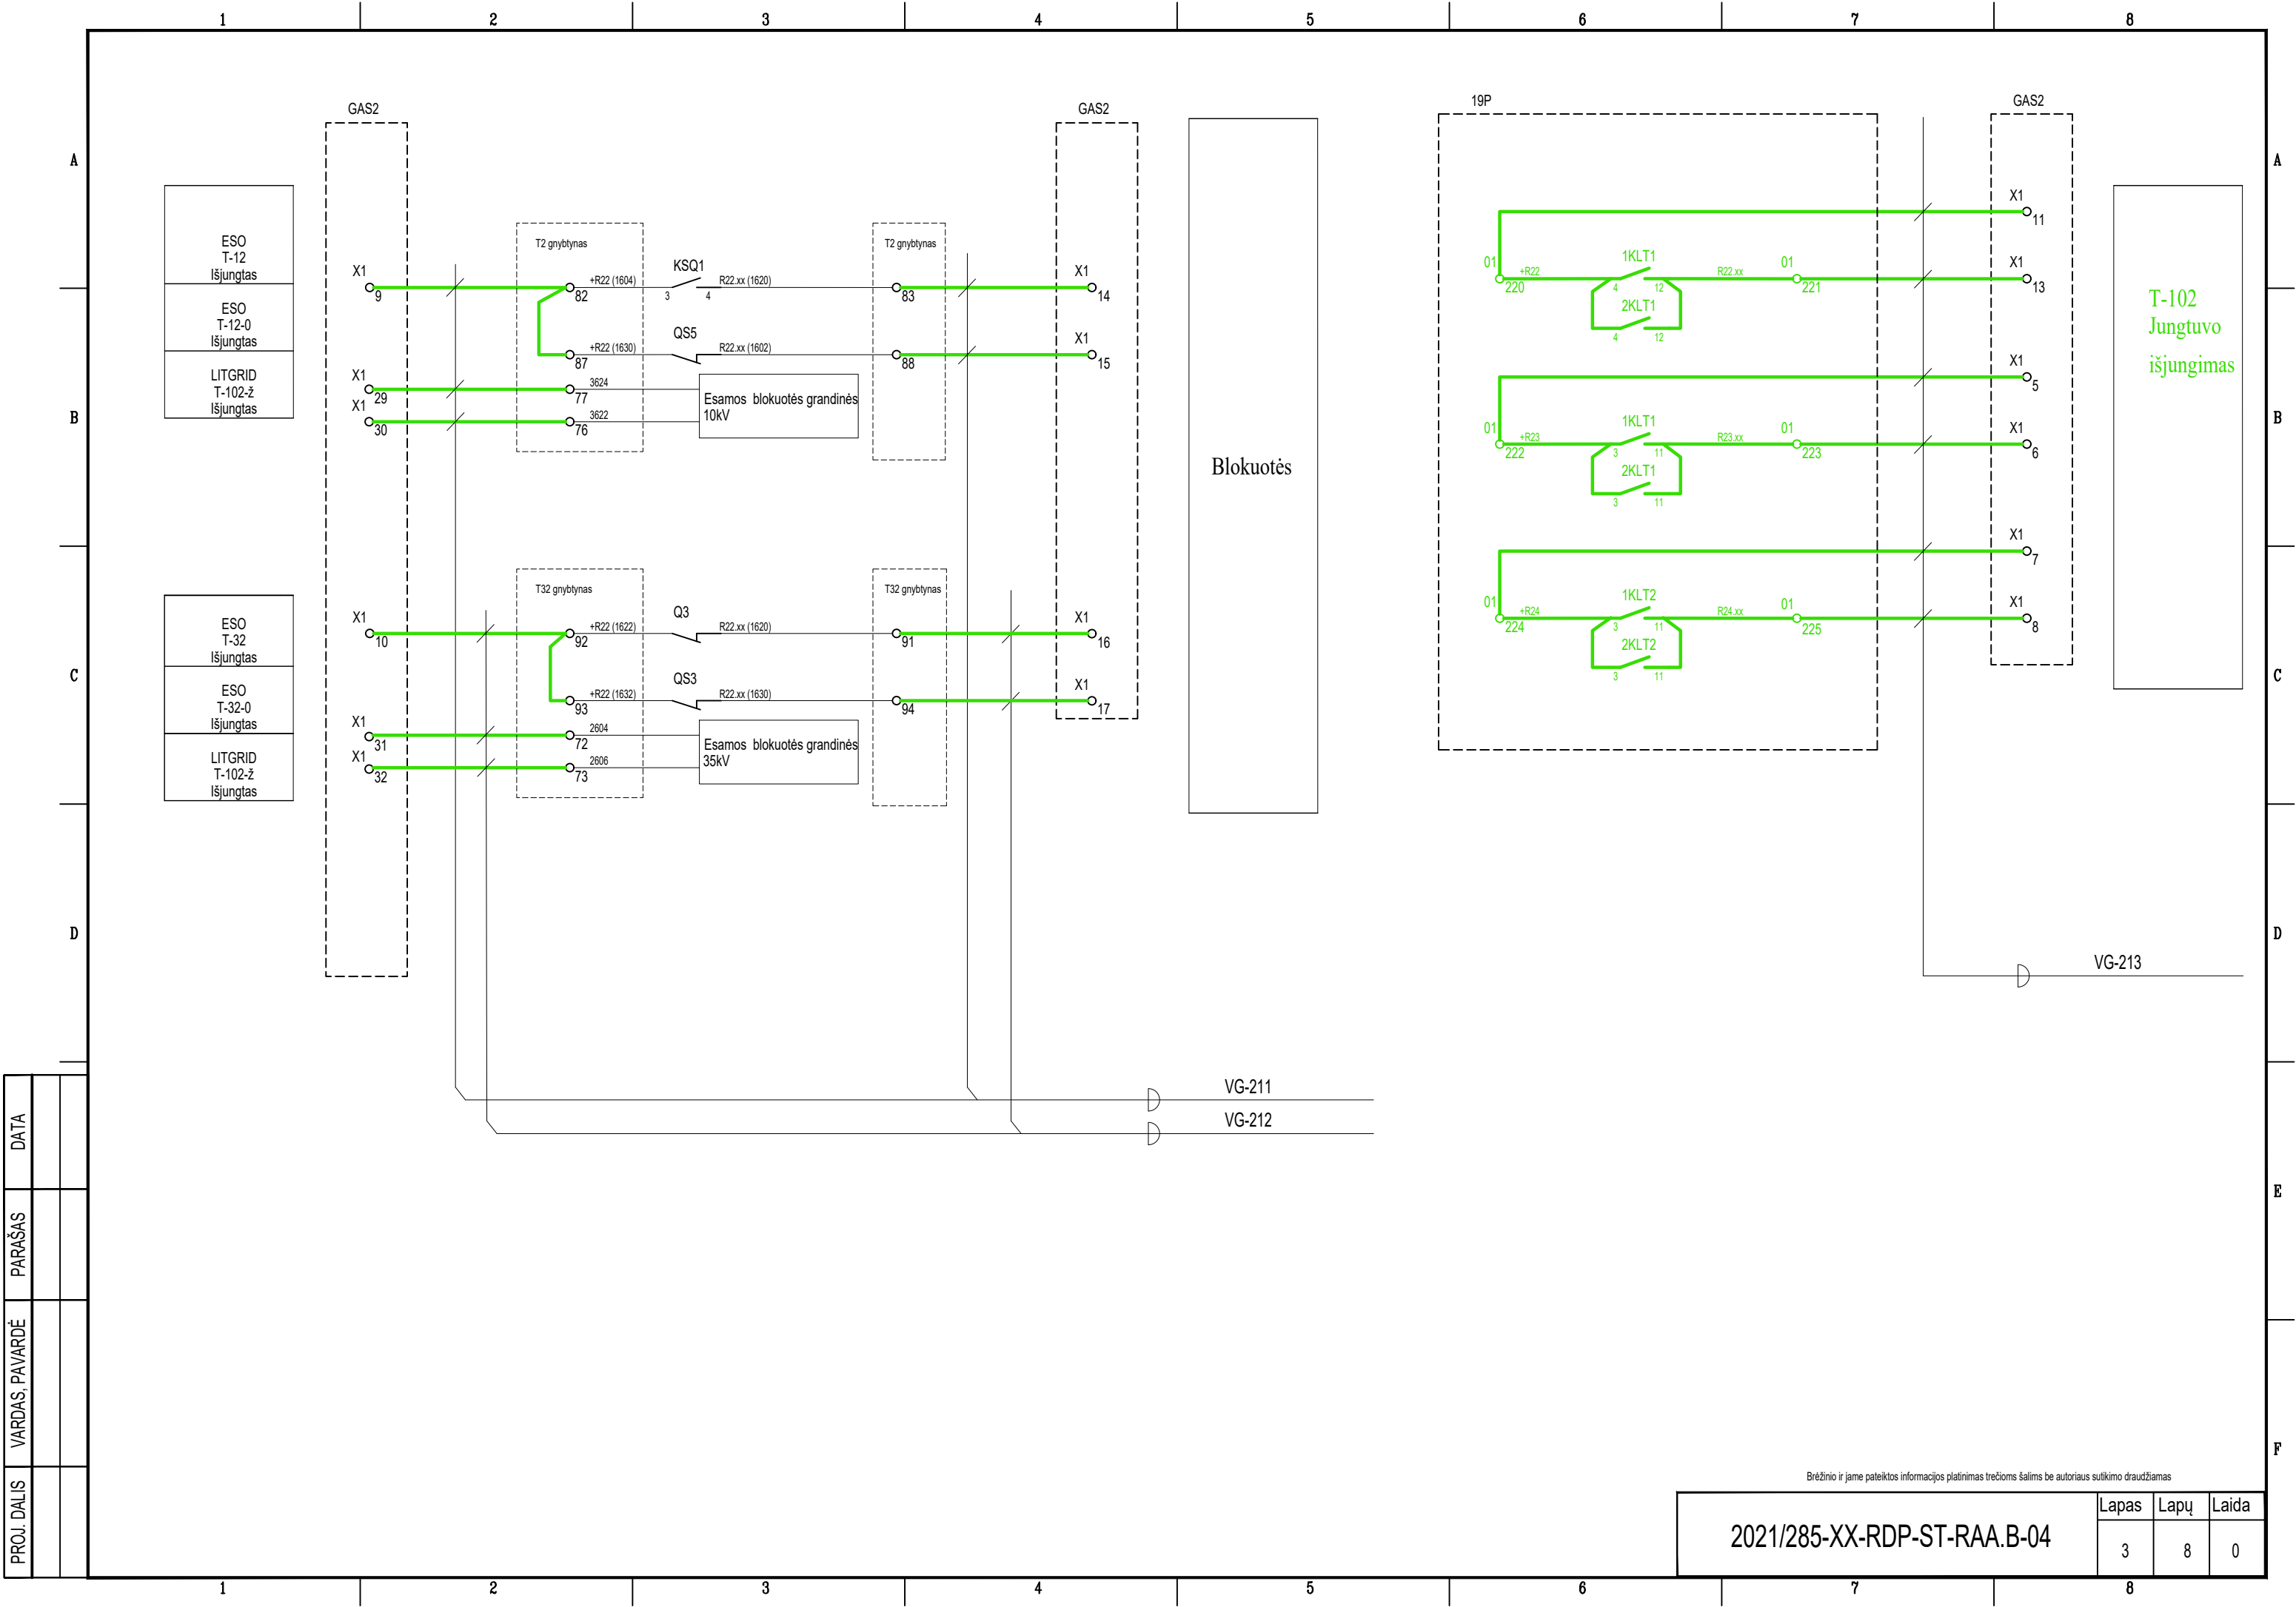 1 2 3 4 5 6 7 8
A A
B B
C C
D D
E
F
GAS2
ESO
T-12
Išjungtas
ESO
T-12-0
Išjungtas
LITGRID
T-102-ž
Išjungtas
X1
9
X1
29
X1
30
T2 gnybtynas
82
+R22 (1604)
KSQ1
3 4
R22.xx (1620)
87
+R22 (1630)
QS5
R22.xx (1602)
77
3624
76
3622
Esamos blokuotės grandinės
10kV
T2 gnybtynas
83
88
GAS2
X1
14
X1
15
ESO
T-32
Išjungtas
ESO
T-32-0
Išjungtas
LITGRID
T-102-ž
Išjungtas
X1
10
X1
31
X1
32
T32 gnybtynas
92
+R22 (1622)
Q3
R22.xx (1620)
93
+R22 (1632)
QS3
R22.xx (1630)
72
2604
73
2606
Esamos blokuotės grandinės
35kV
T32 gnybtynas
91
94
X1
16
X1
17
Blokuotės
19P
01
220
+R22
1KLT1
4 12
2KLT1
4 12
R22.xx
01
221
01
222
+R23
1KLT1
3 11
2KLT1
3 11
R23.xx
01
223
01
224
+R24
1KLT2
3 11
2KLT2
3 11
R24.xx
01
225
GAS2
X1
11
X1
13
X1
5
X1
6
X1
7
X1
8
T-102
Jungtuvo
išjungimas
VG-213
VG-211
VG-212
DATA
PARAŠAS
VARDAS, PAVARDĖ
PROJ. DALIS
Brėžinio ir jame pateiktos informacijos platinimas trečioms šalims be autoriaus sutikimo draudžiamas
2021/285-XX-RDP-ST-RAA.B-04
Lapas Lapų Laida
3 8 0
1 2 3 4 5 6 7 8